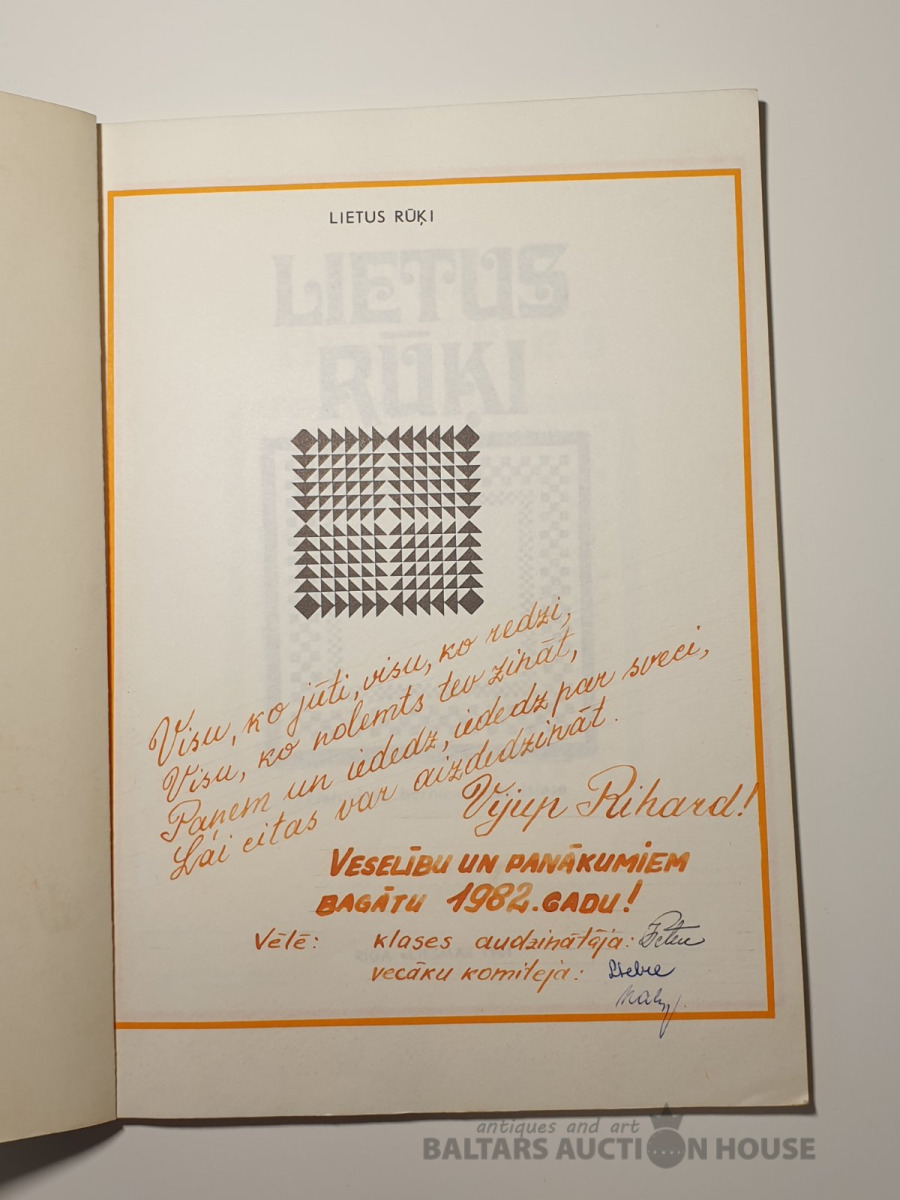 LIETUS RŪĶI
LIETUS
RŪĶI
Visu, ko jūti, visu, ko redzi,
Visu, ko nolemts tev zināt,
Paņem un iededz, iededz par sveci,
Lai citas var aizdedzināt.
Vijup Rihard!
VESELĪBU UN PANĀKUMIEM
BAGĀTU 1982. GADU!
Vēlē: klases audzinātāja:
vecāku komiteja:
antiques and art
BALTARS AUCTION HOUSE